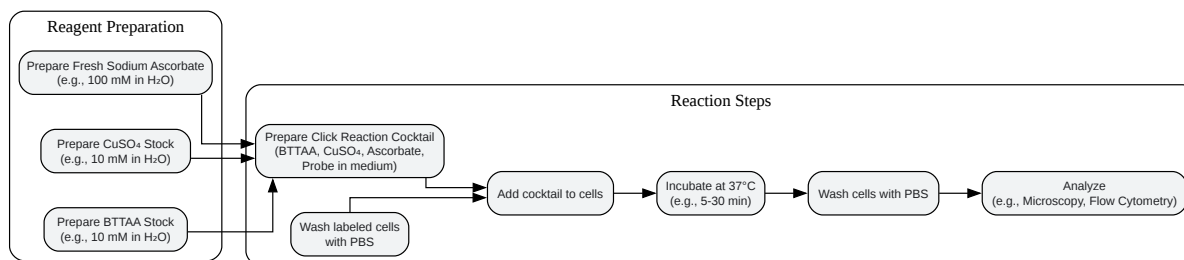 Reagent Preparation
Prepare Fresh Sodium Ascorbate
(e.g., 100 mM in H₂O)
Prepare CuSO₄ Stock
(e.g., 10 mM in H₂O)
Prepare BTTAA Stock
(e.g., 10 mM in H₂O)
Reaction Steps
Prepare Click Reaction Cocktail
(BTTAA, CuSO₄, Ascorbate,
Probe in medium)
Wash labeled cells
with PBS
Add cocktail to cells
Incubate at 37°C
(e.g., 5-30 min)
Wash cells with PBS
Analyze
(e.g., Microscopy, Flow Cytometry)